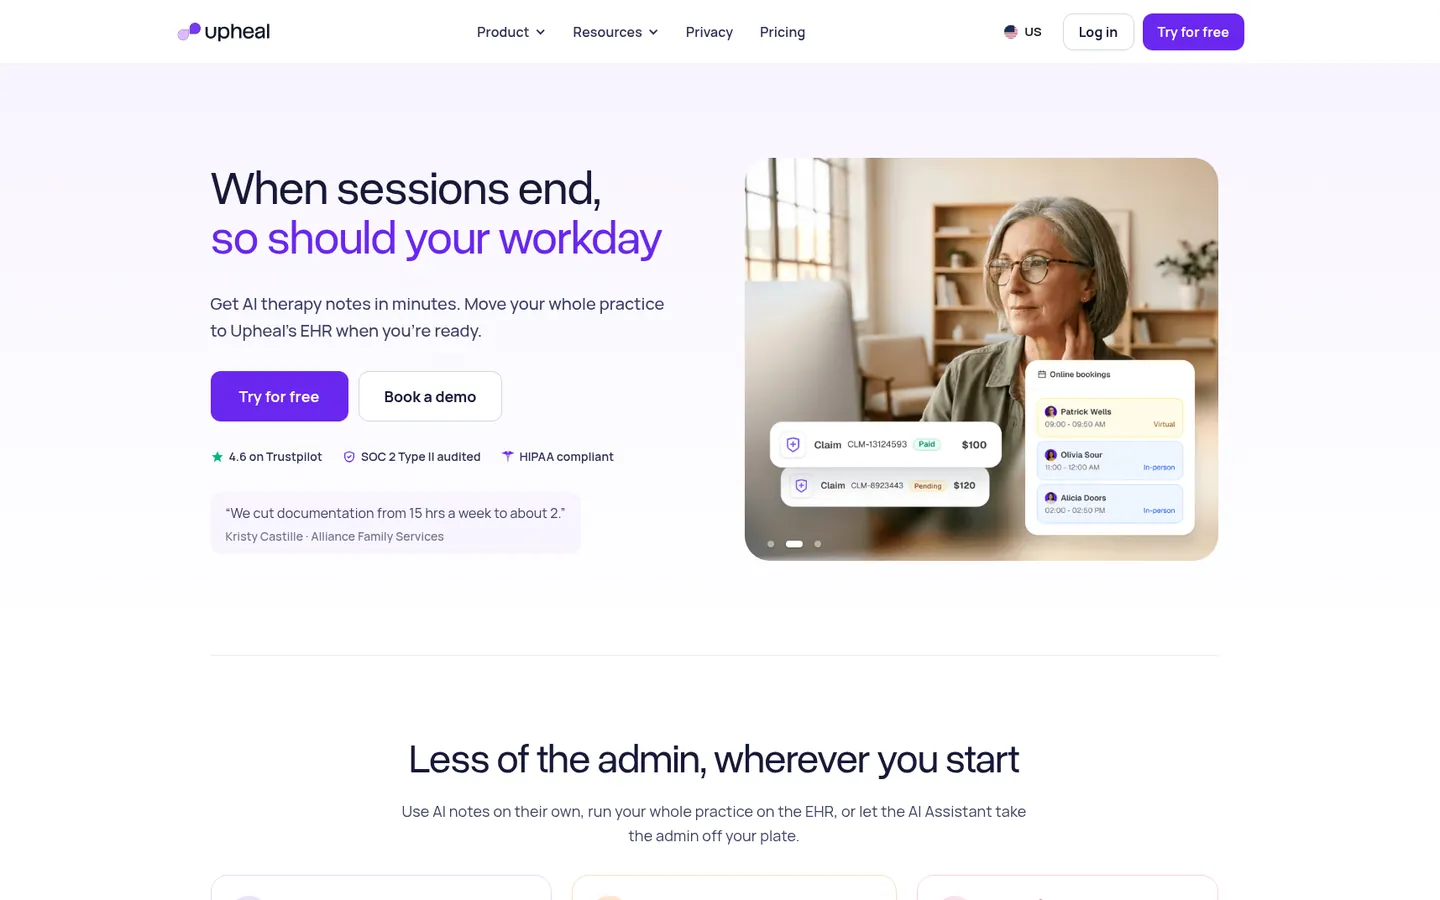 upheal
Product
Resources
Privacy
Pricing
US
Log in
Try for free
When sessions end,
so should your workday
Get AI therapy notes in minutes. Move your whole practice
to Upheal's EHR when you're ready.
Try for free
Book a demo
4.6 on Trustpilot
SOC 2 Type II audited
HIPAA compliant
“We cut documentation from 15 hrs a week to about 2.”
Kristy Castille · Alliance Family Services
Online bookings
Patrick Wells
09:00 - 09:50 AM
Virtual
Olivia Sour
11:00 - 12:00 AM
In-person
Alicia Doors
02:00 - 02:50 PM
In-person
Claim CLM-13124593 Paid $100
Claim CLM-8923443 Pending $120
Less of the admin, wherever you start
Use AI notes on their own, run your whole practice on the EHR, or let the AI Assistant take
the admin off your plate.